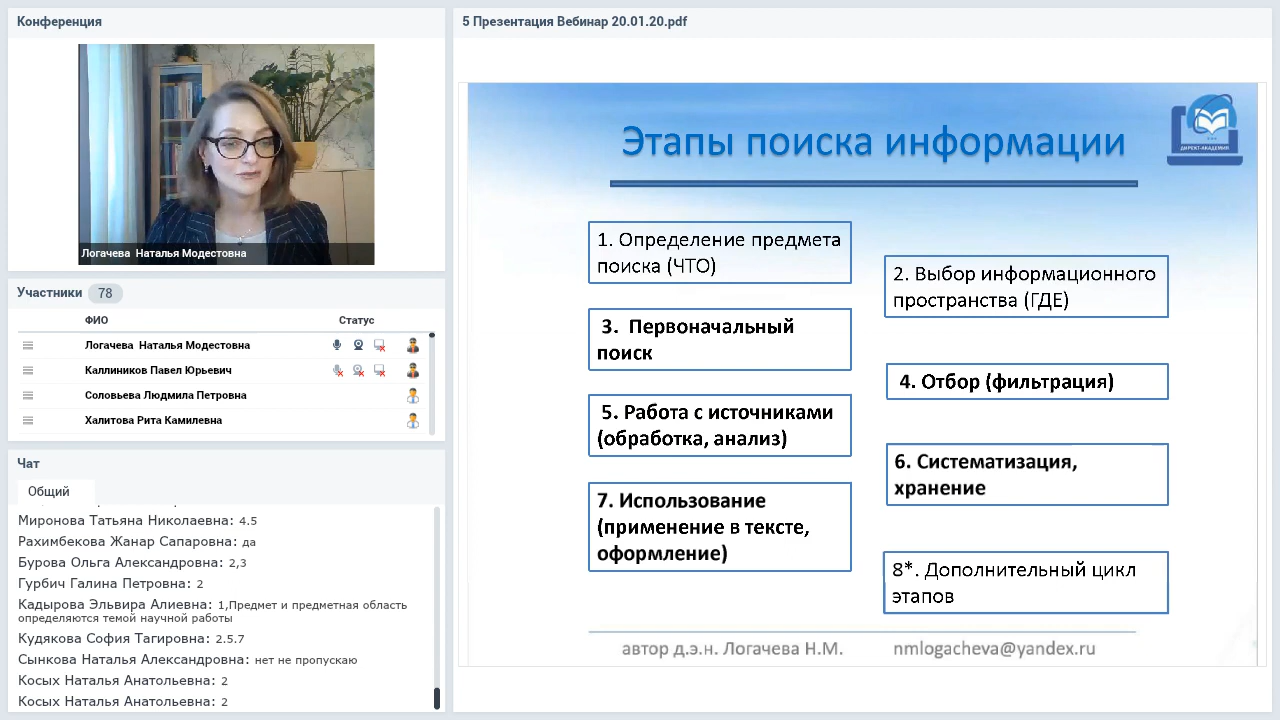 Конференция
Логачева Наталья Модестовна
Участники 78
ФИО Статус
Логачева Наталья Модестовна
Каллиников Павел Юрьевич
Соловьева Людмила Петровна
Халитова Рита Камилевна
Чат
Общий
Миронова Татьяна Николаевна: 4.5
Рахимбекова Жанар Сапаровна: да
Бурова Ольга Александровна: 2,3
Гурбич Галина Петровна: 2
Кадырова Эльвира Алиевна: 1,Предмет и предметная область
определяются темой научной работы
Кудякова София Тагировна: 2.5.7
Сынкова Наталья Александровна: нет не пропускаю
Косых Наталья Анатольевна: 2
Косых Наталья Анатольевна: 2
5 Презентация Вебинар 20.01.20.pdf
Этапы поиска информации
ДИРЕКТ-АКАДЕМИЯ
1. Определение предмета
поиска (ЧТО)
2. Выбор информационного
пространства (ГДЕ)
3. Первоначальный
поиск
4. Отбор (фильтрация)
5. Работа с источниками
(обработка, анализ)
6. Систематизация,
хранение
7. Использование
(применение в тексте,
оформление)
8*. Дополнительный цикл
этапов
автор д.э.н. Логачева Н.М. nmlogacheva@yandex.ru